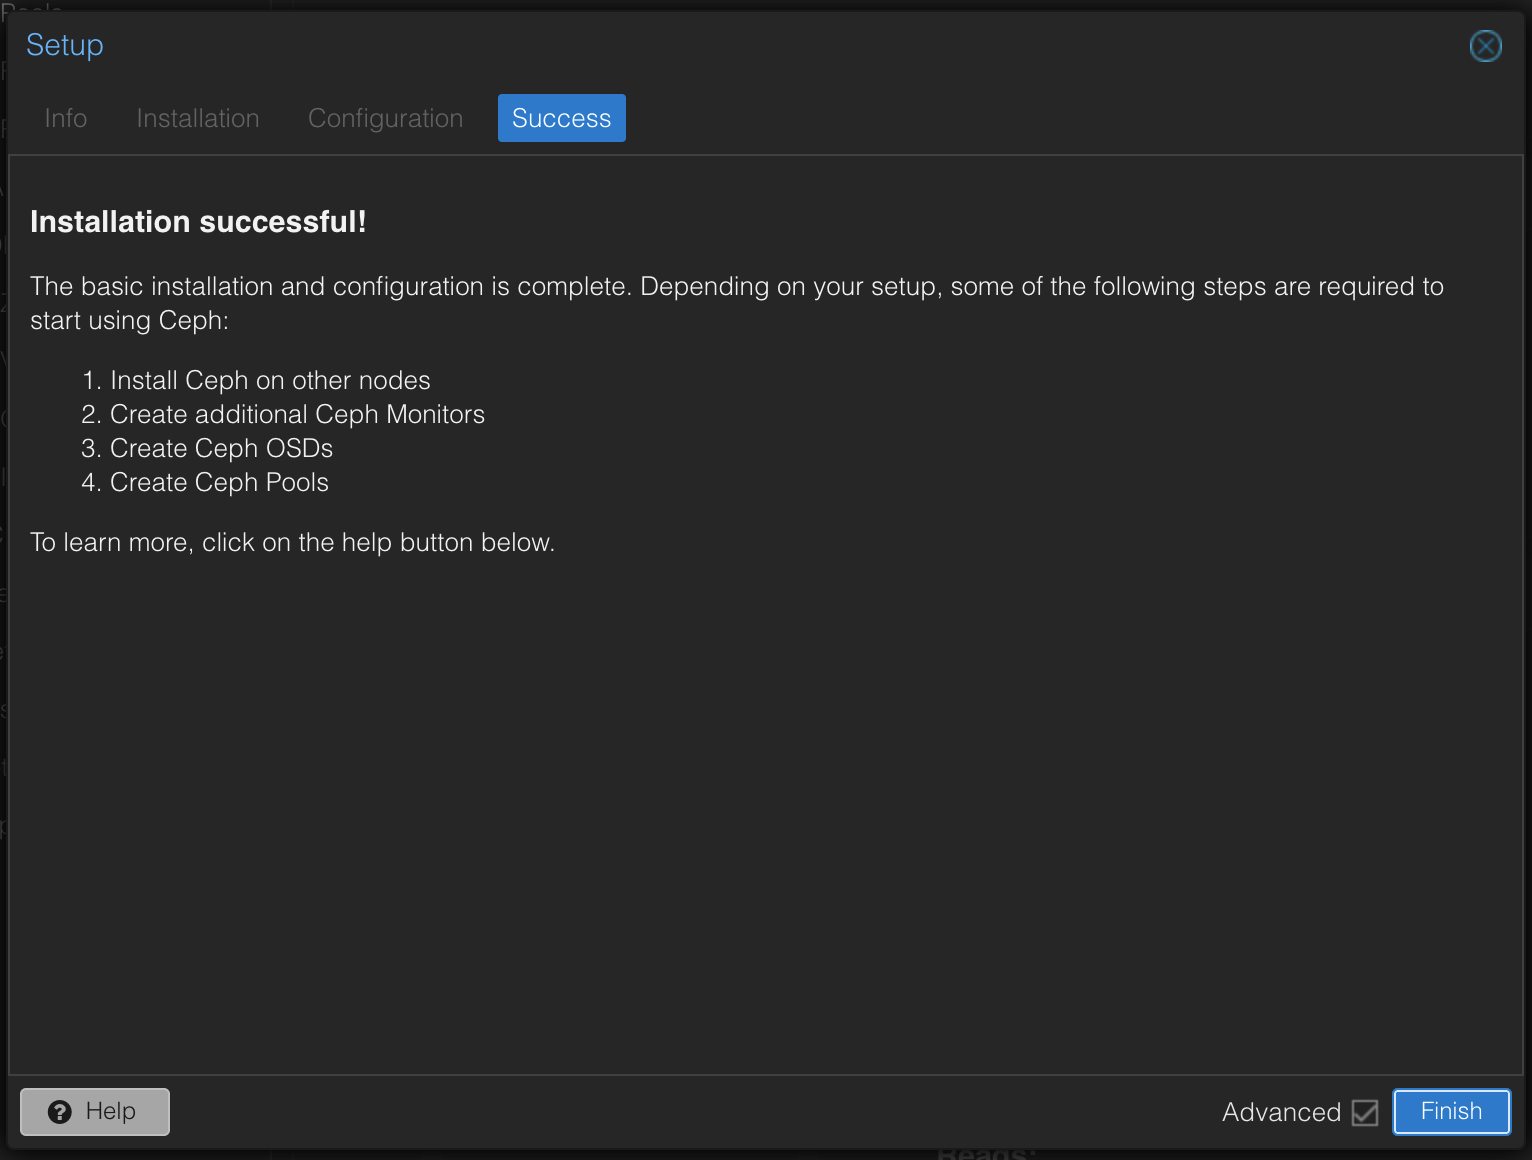 Setup
Info
Installation
Configuration
Success
Installation successful!
The basic installation and configuration is complete. Depending on your setup, some of the following steps are required to
start using Ceph:
1. Install Ceph on other nodes
2. Create additional Ceph Monitors
3. Create Ceph OSDs
4. Create Ceph Pools
To learn more, click on the help button below.
? Help
Advanced
Finish
Reads: